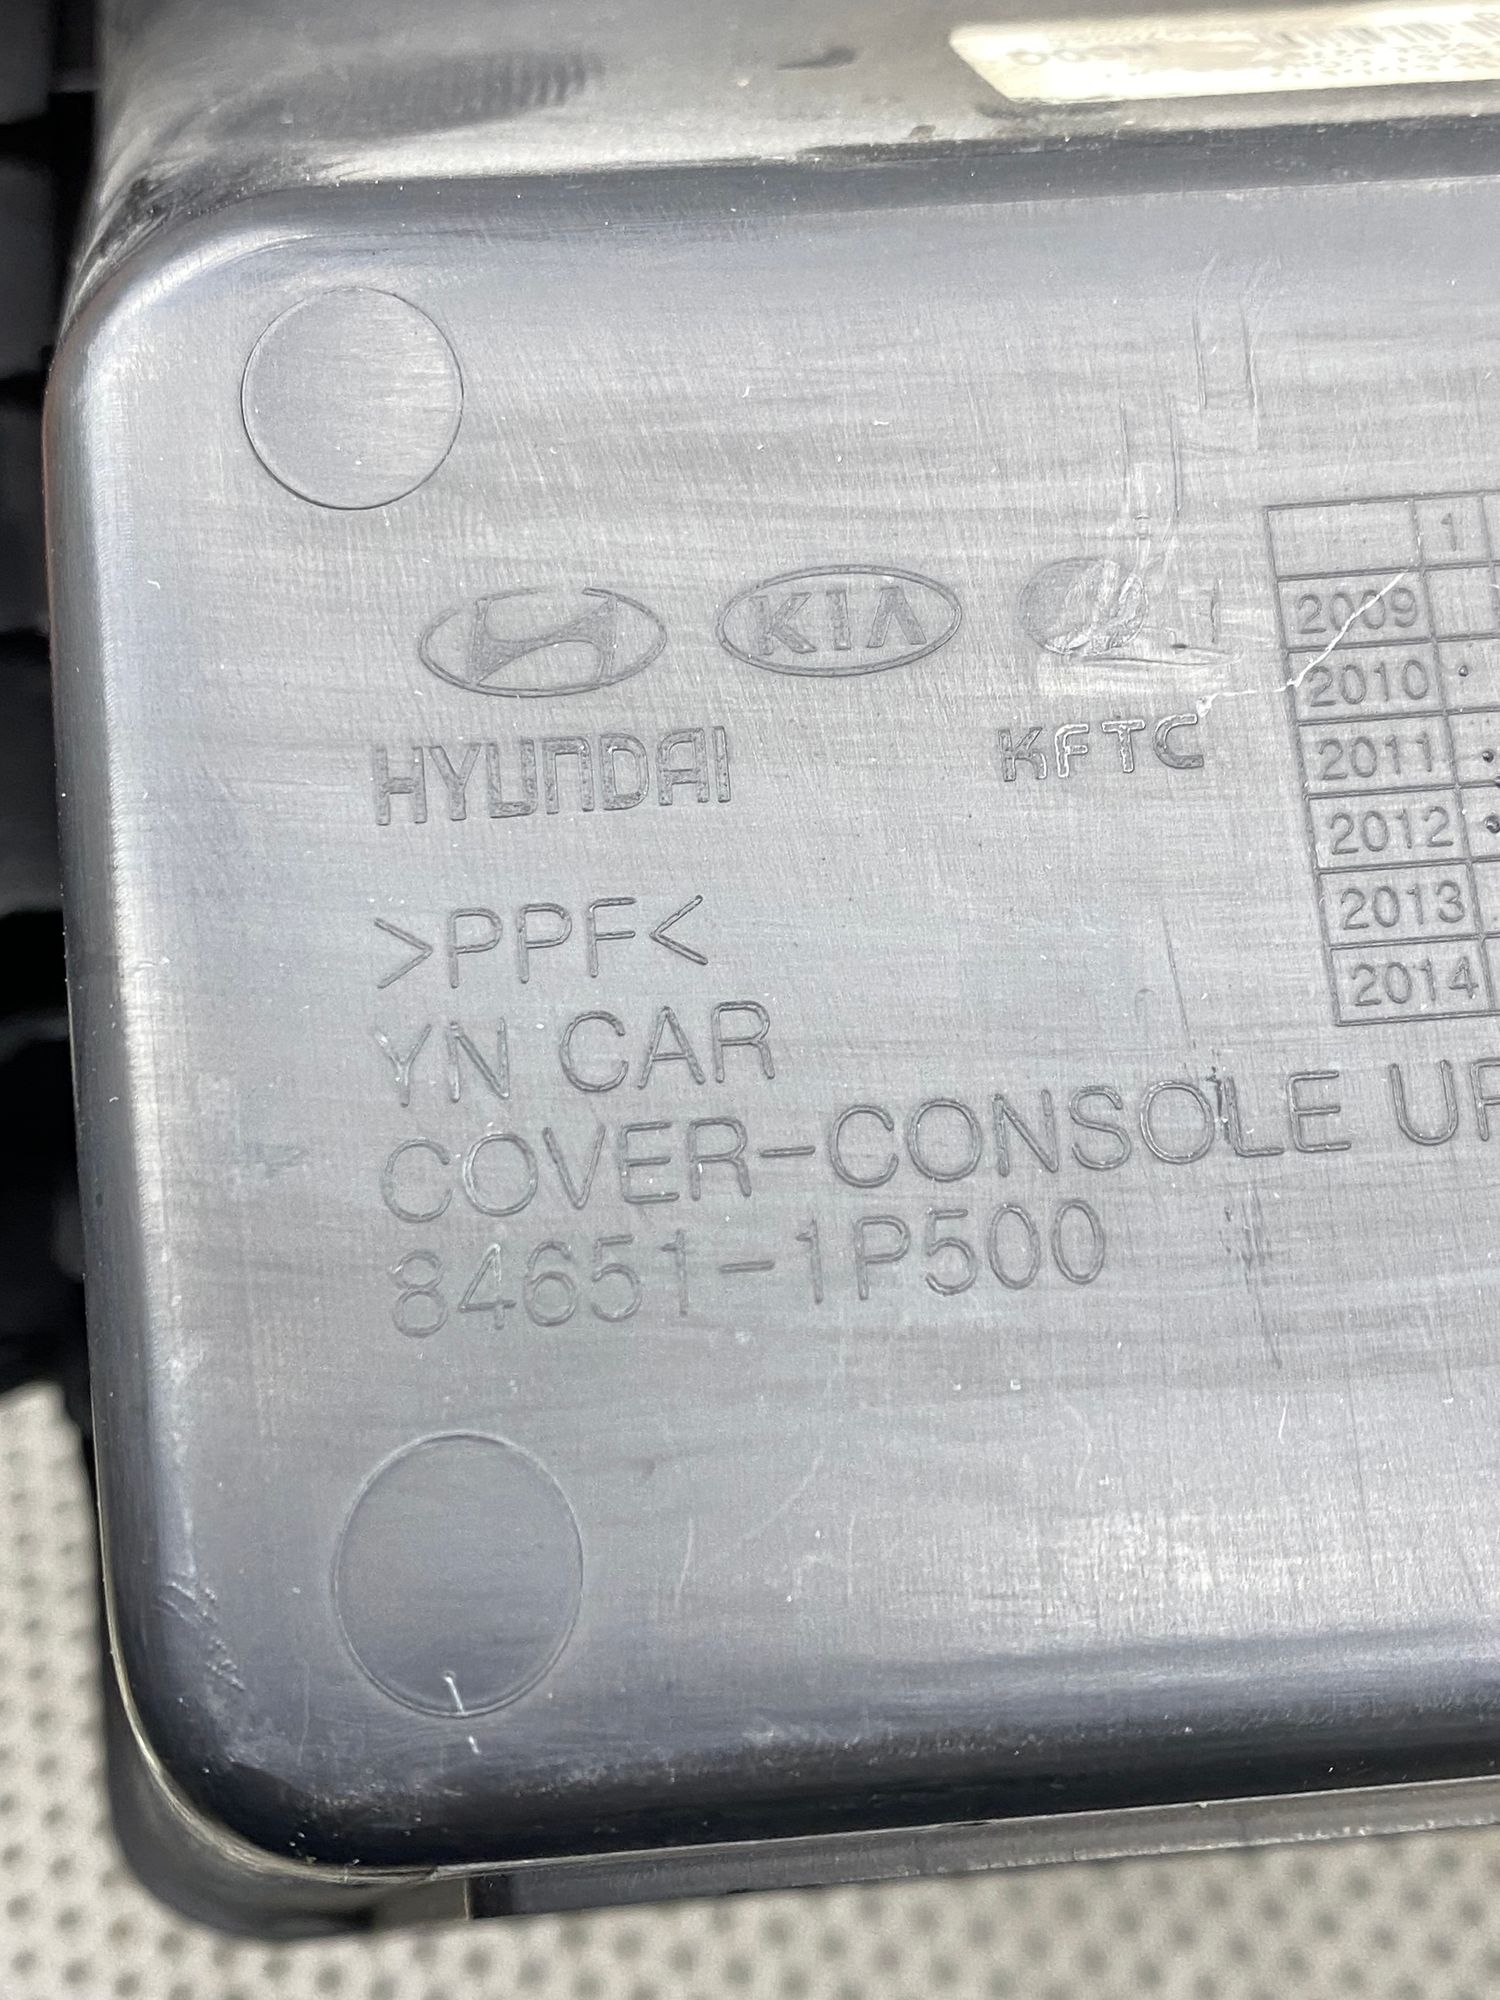 KIA
HYUNDAI
KFTC
1
2009
2010
2011
2012
2013
2014
>PPF<
YN CAR
COVER-CONSOLE
84651-1P500